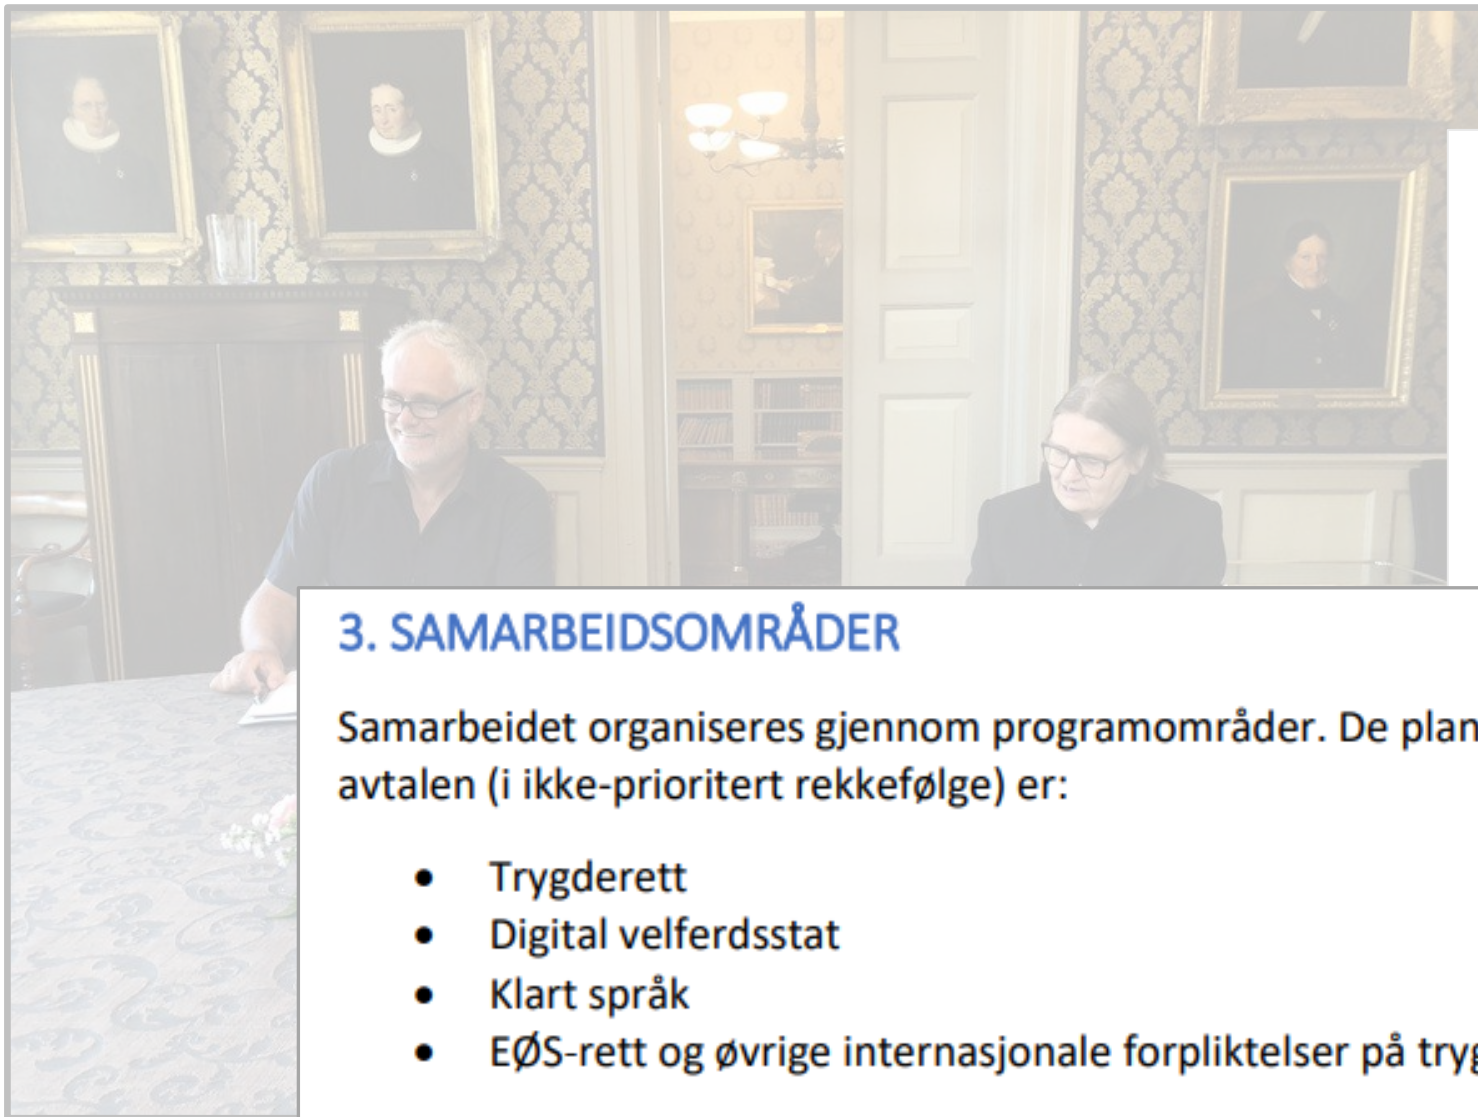 3. SAMARBEIDSOMRÅDER
Samarbeidet organiseres gjennom programområder. De plan
avtalen (i ikke-prioritert rekkefølge) er:
• Trygderett
• Digital velferdsstat
• Klart språk
• EØS-rett og øvrige internasjonale forpliktelser på